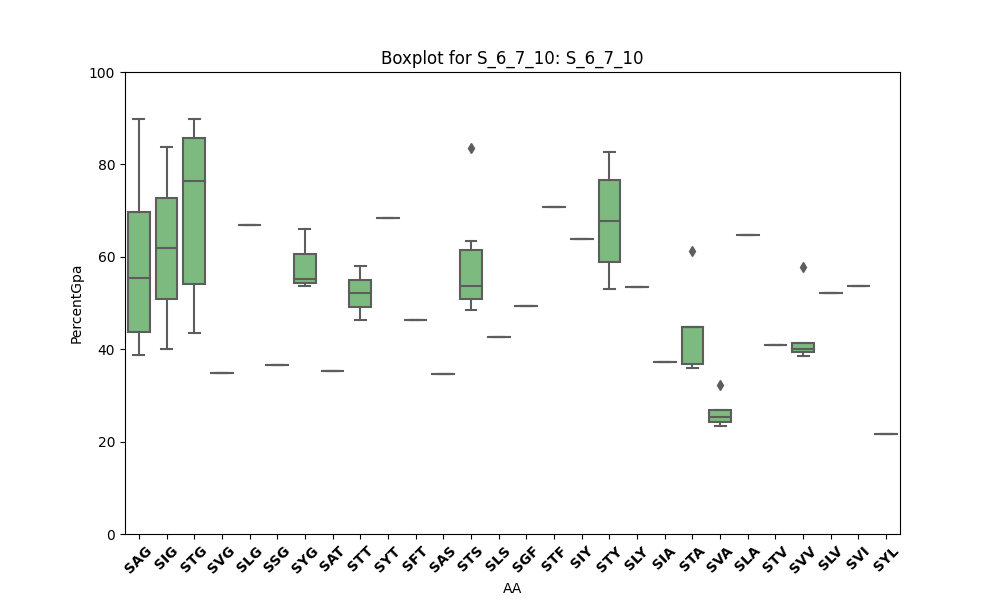 Boxplot for S_6_7_10: S_6_7_10
100
80
60
40
20
0
PercentGpa
SAG SIG STG SVG SLG SSG SYG SAT STT SYT SFT SAS STS SLS SGF STF SIY STY SLY SIA STA SVA SLA STV SVV SLV SVI SYL
AA